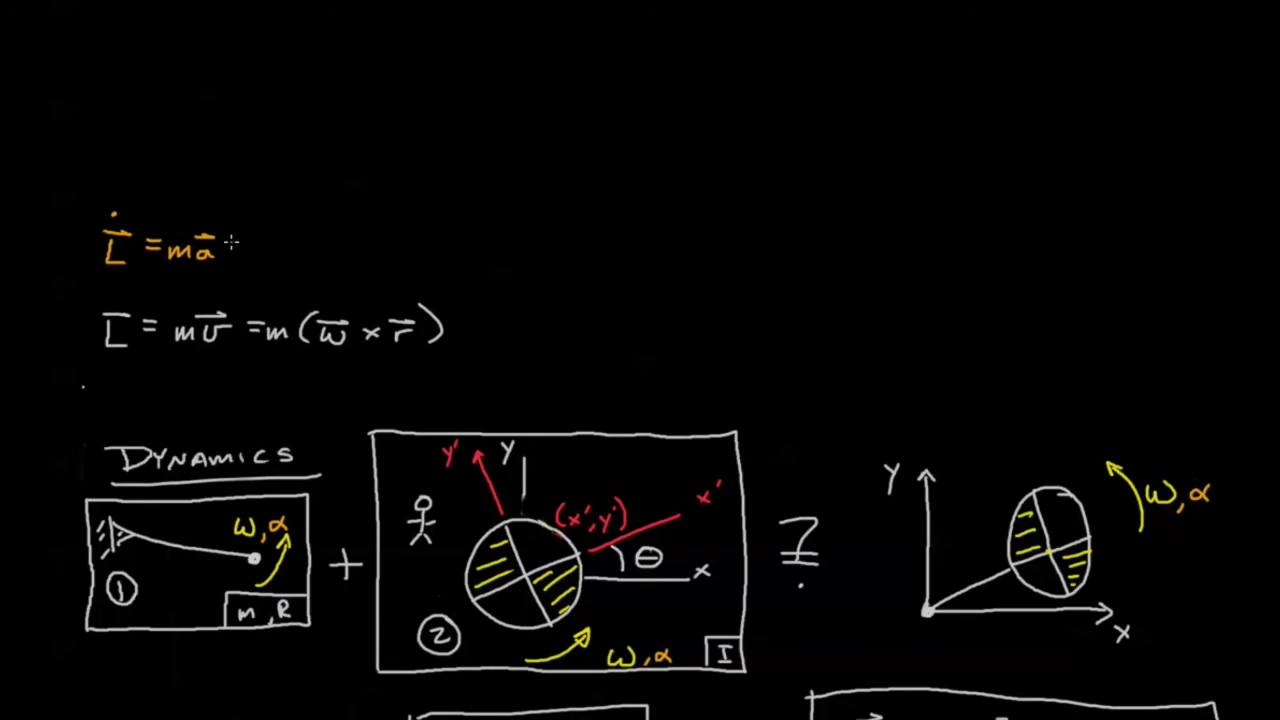 L̇ = ma
L = mv = m(w × r)
DYNAMICS
y' y
x'
(x', y')
w,α
θ
x
+
?
①
m,R
②
w,α
I
Y
w,α
x